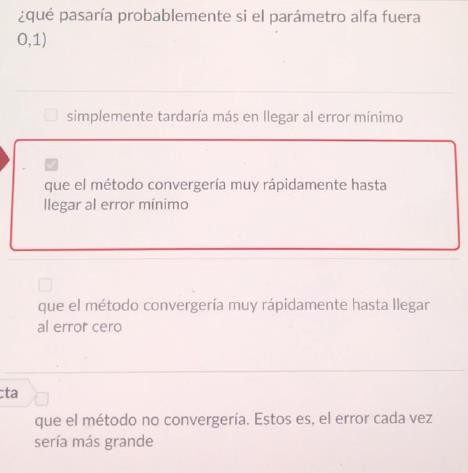 ¿qué pasaría probablemente si el parámetro alfa fuera
0,1)
simplemente tardaría más en llegar al error mínimo
que el método convergería muy rápidamente hasta
llegar al error mínimo
que el método convergería muy rápidamente hasta llegar
al error cero
cta
que el método no convergería. Estos es, el error cada vez
sería más grande